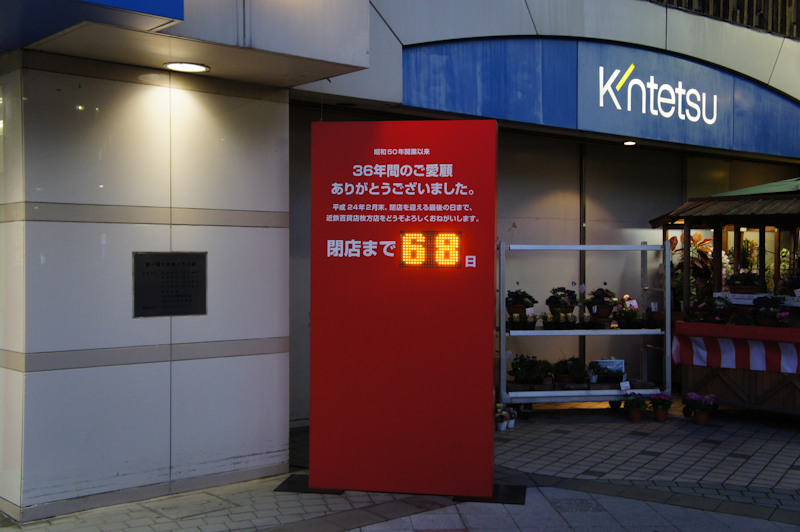 Kintetsu
昭和50年開業以来
36年間のご愛顧
ありがとうございました。
平成24年2月末、閉店を迎える最後の日まで、
近鉄百貨店枚方店をどうぞよろしくおねがいします。
閉店まで68日